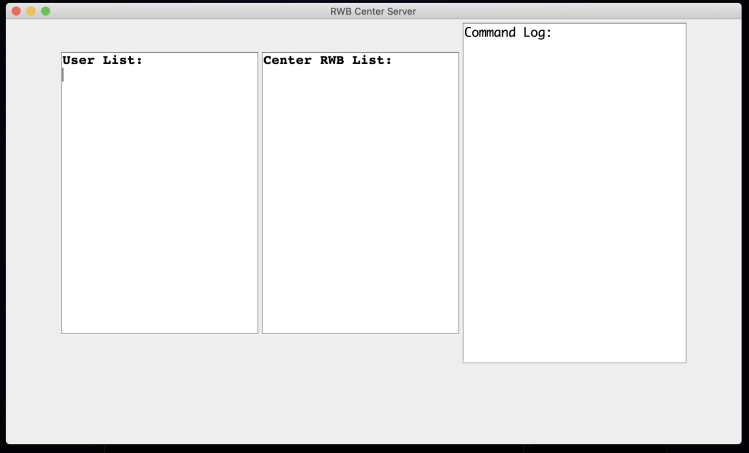 RWB Center Server
User List:
Center RWB List:
Command Log: